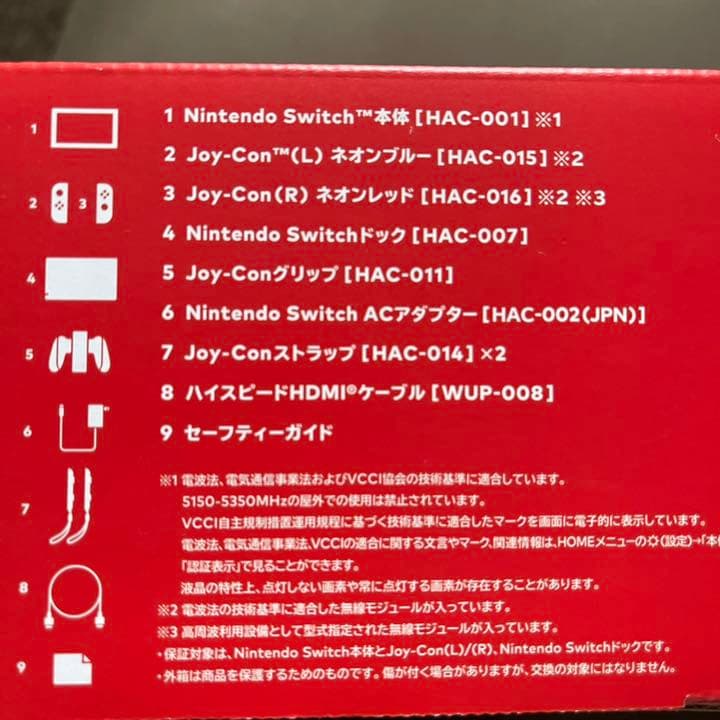 1 Nintendo Switch™本体[HAC-001]※1
2 Joy-Con™(L) ネオンブルー[HAC-015]※2
3 Joy-Con(R) ネオンレッド[HAC-016]※2 ※3
4 Nintendo Switchドック[HAC-007]
5 Joy-Conグリップ[HAC-011]
6 Nintendo Switch ACアダプター[HAC-002(JPN)]
7 Joy-Conストラップ[HAC-014]×2
8 ハイスピードHDMI®ケーブル[WUP-008]
9 セーフティーガイド
1
2 3
4
5
6
7
8
9
※1 電波法、電気通信事業法およびVCCI協会の技術基準に適合しています。
5150-5350MHzの屋外での使用は禁止されています。
VCCI自主規制措置運用規程に基づく技術基準に適合したマークを画面に電子的に表示しています。
電波法、電気通信事業法、VCCIの適合に関する文言やマーク、関連情報は、HOMEメニューの(設定)→「本体
「認証表示」で見ることができます。
液晶の特性上、点灯しない画素や常に点灯する画素が存在することがあります。
※2 電波法の技術基準に適合した無線モジュールが入っています。
※3 高周波利用設備として型式指定された無線モジュールが入っています。
・保証対象は、Nintendo Switch本体とJoy-Con(L)/(R)、Nintendo Switchドックです。
・外箱は商品を保護するためのものです。傷が付く場合がありますが、交換の対象にはなりません。